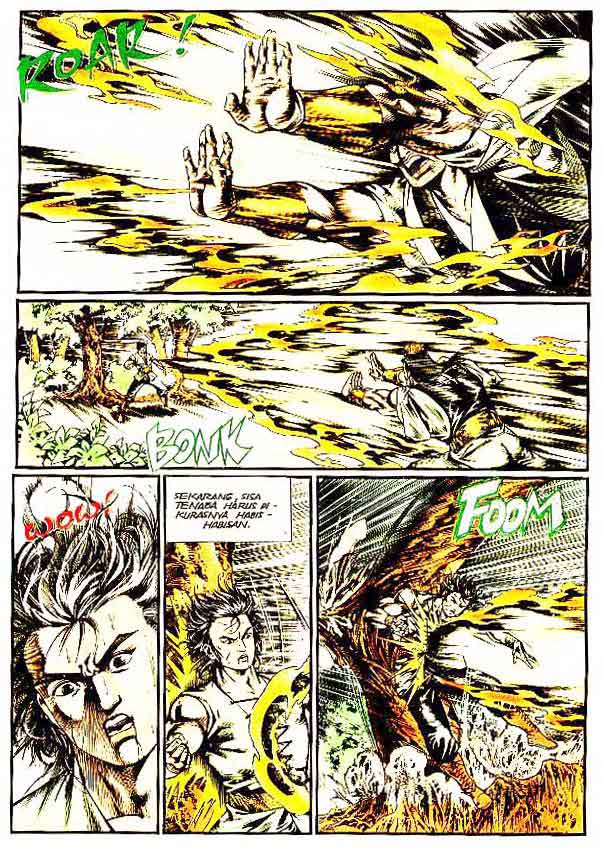 ROAR!
BONK
WOW!
SEKARANG, SISA
TENAGA HARUS DI-
KURASNYA HABIS-
HABISAN.
FOOM